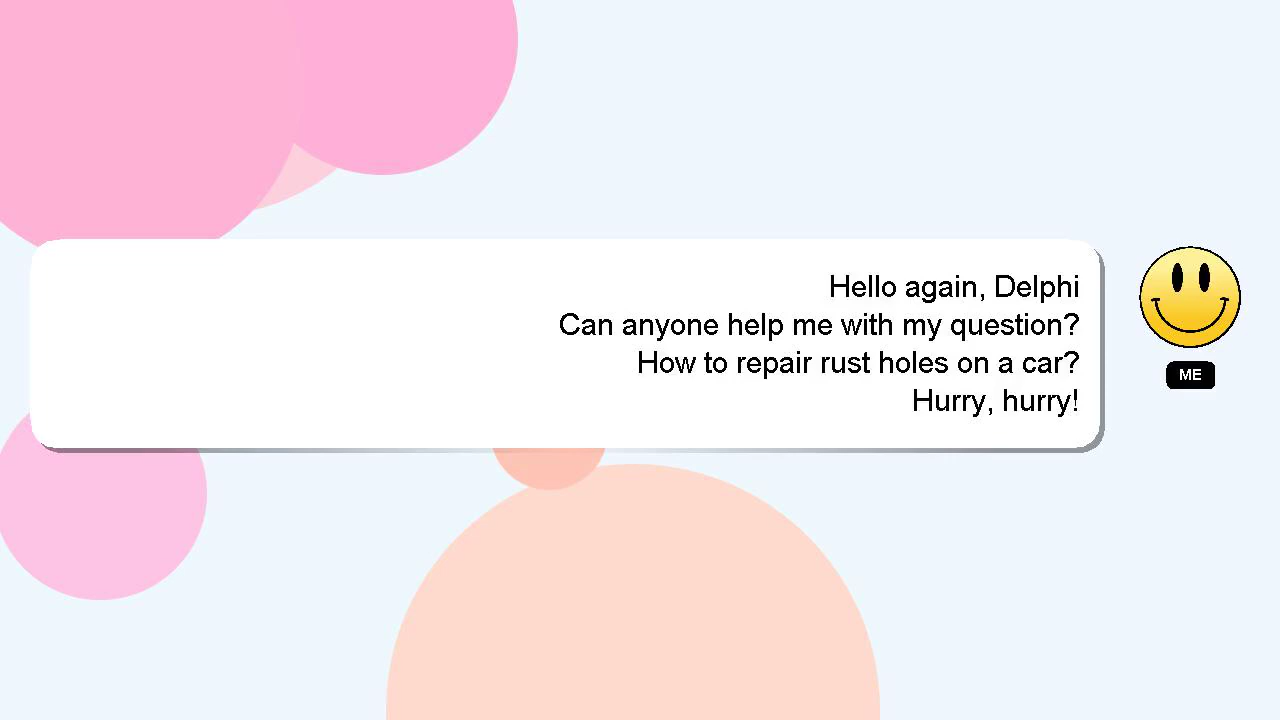 Hello again, Delphi
Can anyone help me with my question?
How to repair rust holes on a car?
Hurry, hurry!
ME